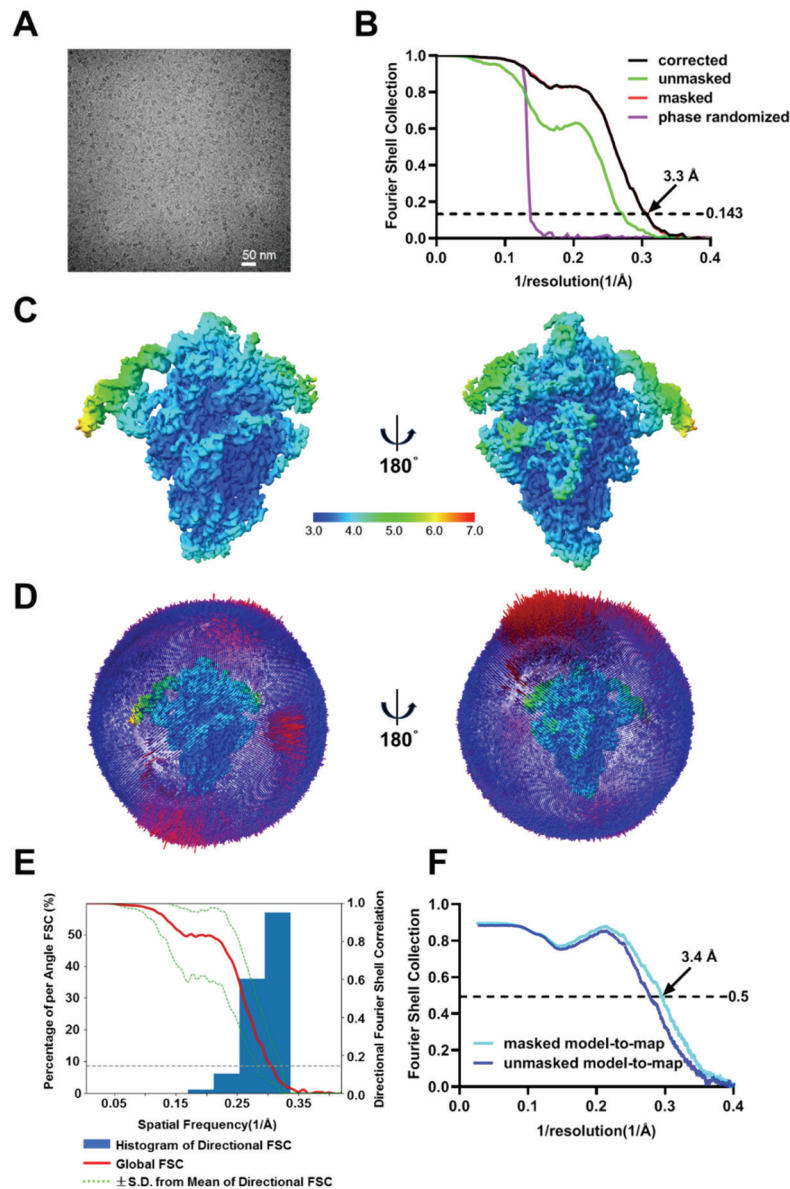 A
50 nm
B
Fourier Shell Collection
1.0
0.8
0.6
0.4
0.2
0.0
corrected
unmasked
masked
phase randomized
3.3 Å
0.143
0.0 0.1 0.2 0.3 0.4
1/resolution(1/Å)
C
180°
3.0 4.0 5.0 6.0 7.0
D
180°
E
Percentage of per Angle FSC (%)
50
40
30
20
10
0
1.0
0.8
0.6
0.4
0.2
0.0
Directional Fourier Shell Correlation
0.05 0.15 0.25 0.35
Spatial Frequency(1/Å)
Histogram of Directional FSC
Global FSC
±S.D. from Mean of Directional FSC
F
Fourier Shell Collection
1.0
0.8
0.6
0.4
0.2
0.0
3.4 Å
0.5
masked model-to-map
unmasked model-to-map
0.0 0.1 0.2 0.3 0.4
1/resolution(1/Å)